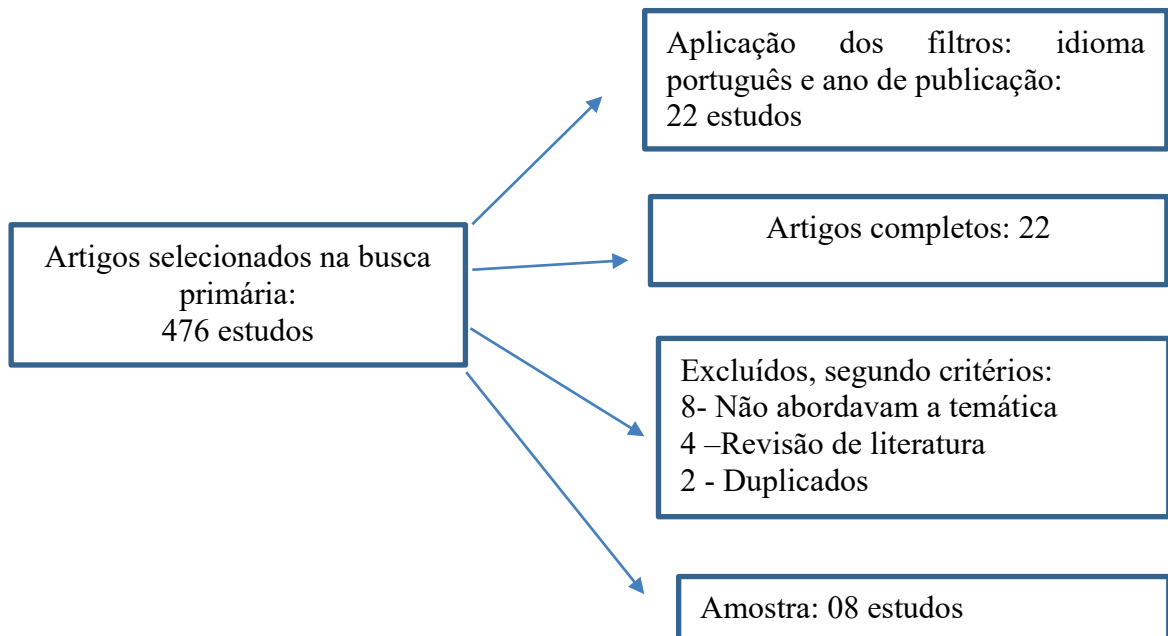 Aplicação dos filtros: idioma
português e ano de publicação:
22 estudos
Artigos completos: 22
Artigos selecionados na busca
primária:
476 estudos
Excluídos, segundo critérios:
8- Não abordavam a temática
4 –Revisão de literatura
2 - Duplicados
Amostra: 08 estudos